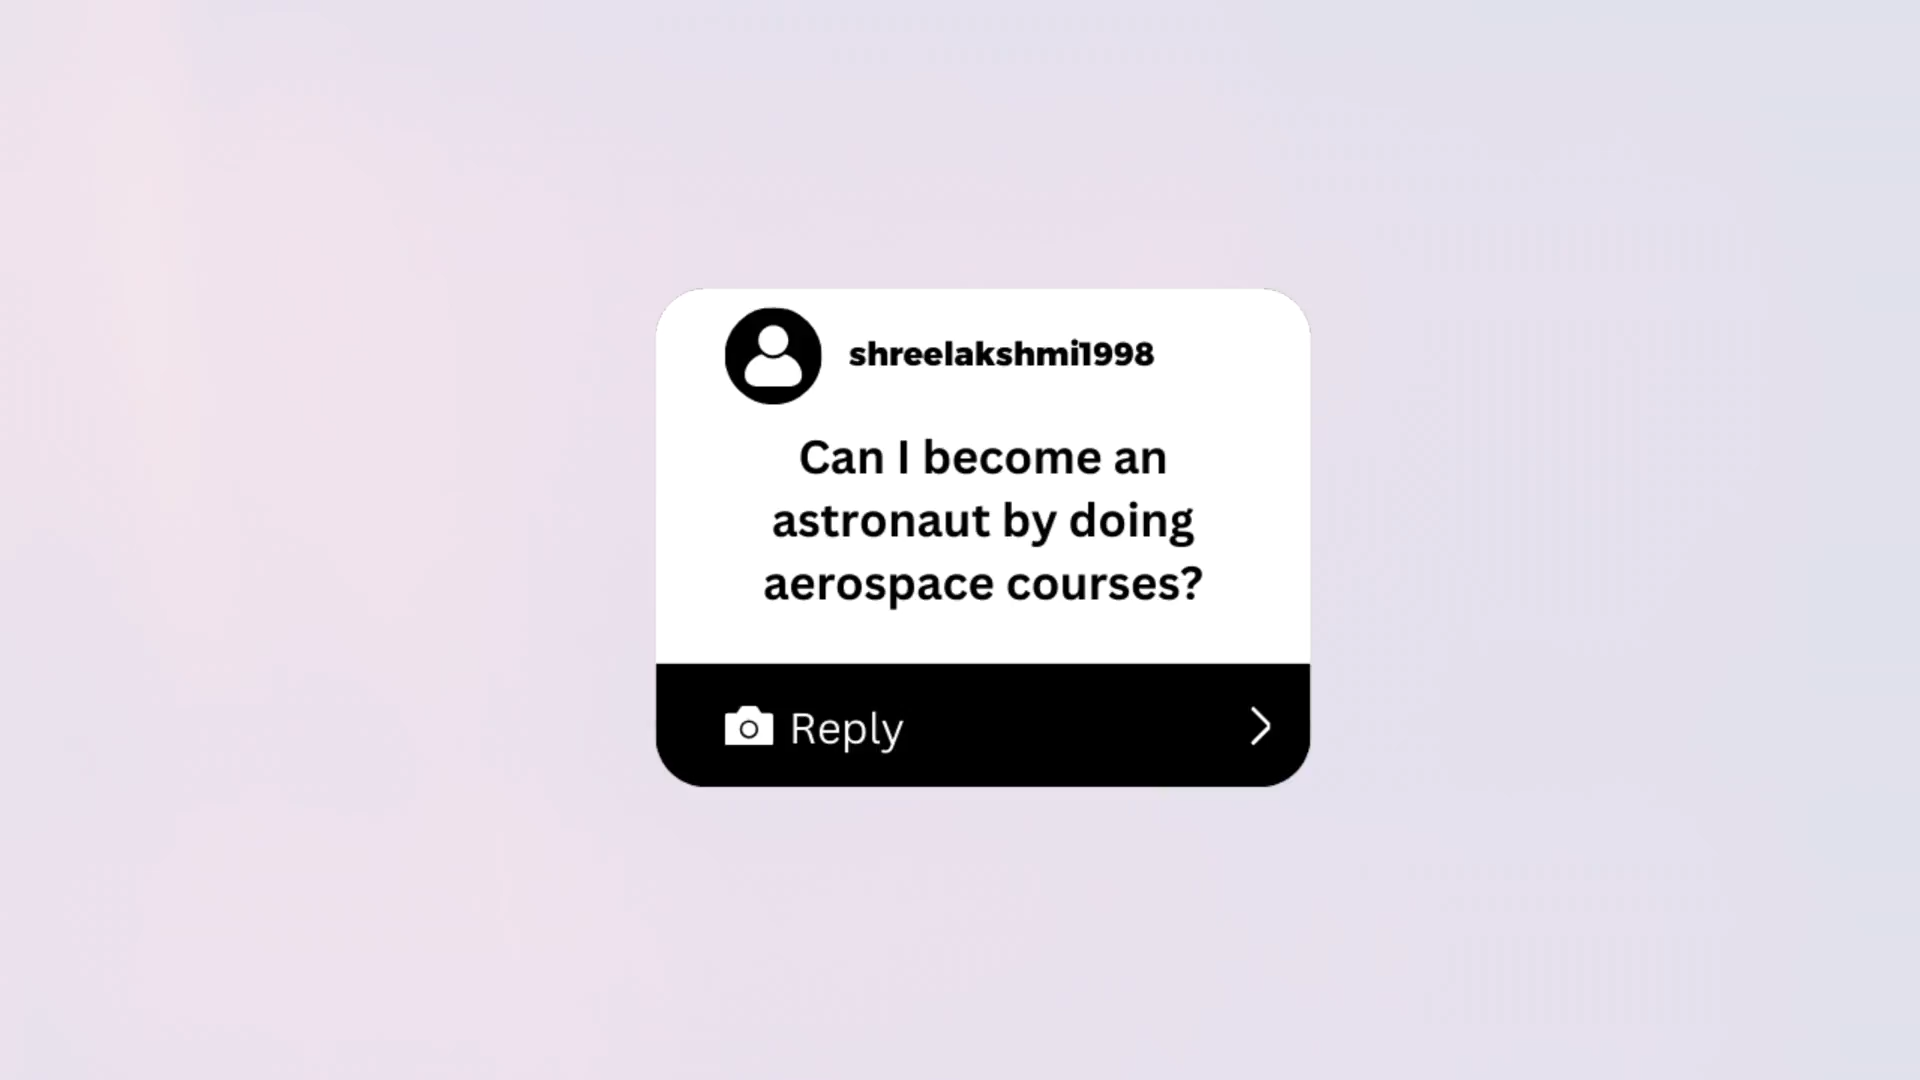 shreelakshmi1998
Can I become an
astronaut by doing
aerospace courses?
Reply